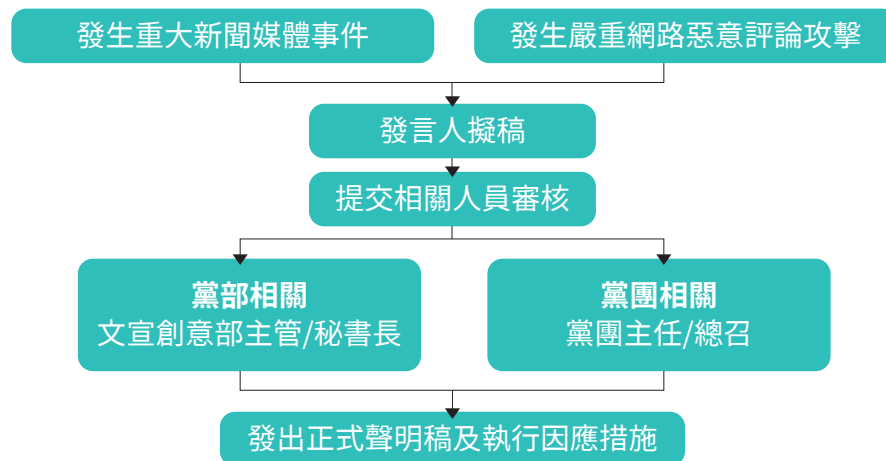 發生重大新聞媒體事件
發生嚴重網路惡意評論攻擊
發言人擬稿
提交相關人員審核
黨部相關
文宣創意部主管/秘書長
黨團相關
黨團主任/總召
發出正式聲明稿及執行因應措施